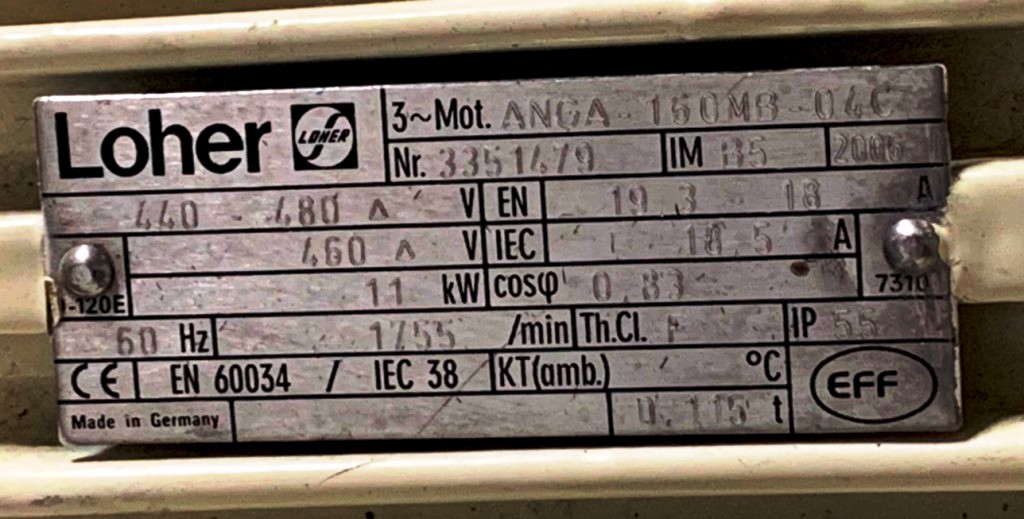 Loher LOHER
3~Mot. ANGA-160MB-04C
Nr. 3351479 IM B5 2006
440 - 480 Δ V EN 19,3 - 18 A
460 Δ V IEC 18,5 A
11 kW cosφ 0,83
-120E 7310
60 Hz 1755 /min Th.Cl. F IP 55
CE EN 60034 / IEC 38 KT(amb.) °C
EFF
Made in Germany 0,115 t